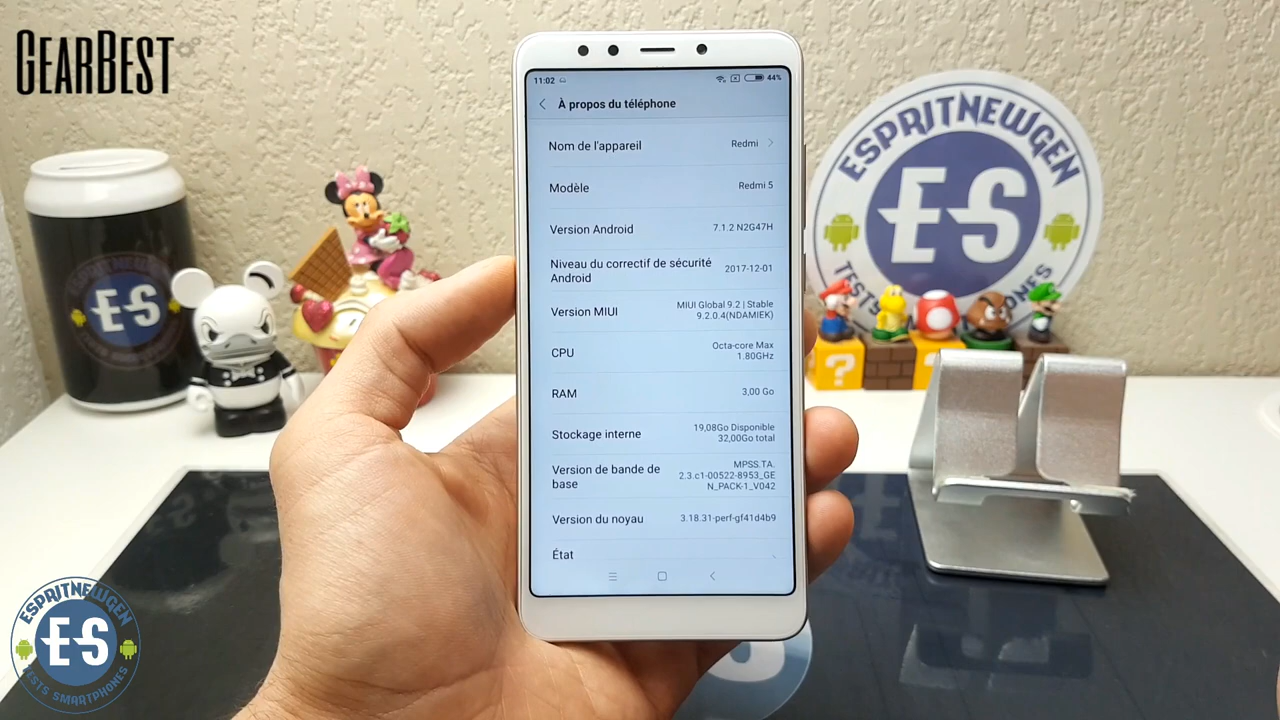 GEARBEST
11:02
44%
À propos du téléphone
Nom de l'appareil
Redmi
Modèle
Redmi 5
Version Android
7.1.2 N2G47H
Niveau du correctif de sécurité
Android
2017-12-01
Version MIUI
MIUI Global 9.2 | Stable
9.2.0.4(NDAMIEK)
CPU
Octa-core Max
1.80GHz
RAM
3,00 Go
Stockage interne
19,08Go Disponible
32,00Go total
Version de bande de
base
MPSS.TA.
2.3.c1-00522-8953_GE
N_PACK-1_V042
Version du noyau
3.18.31-perf-gf41d4b9
État
ESPRITNEWGEN
ES
TESTS
ES
?
?
ESPRITNEWGEN
ES
TESTS SMARTPHONES